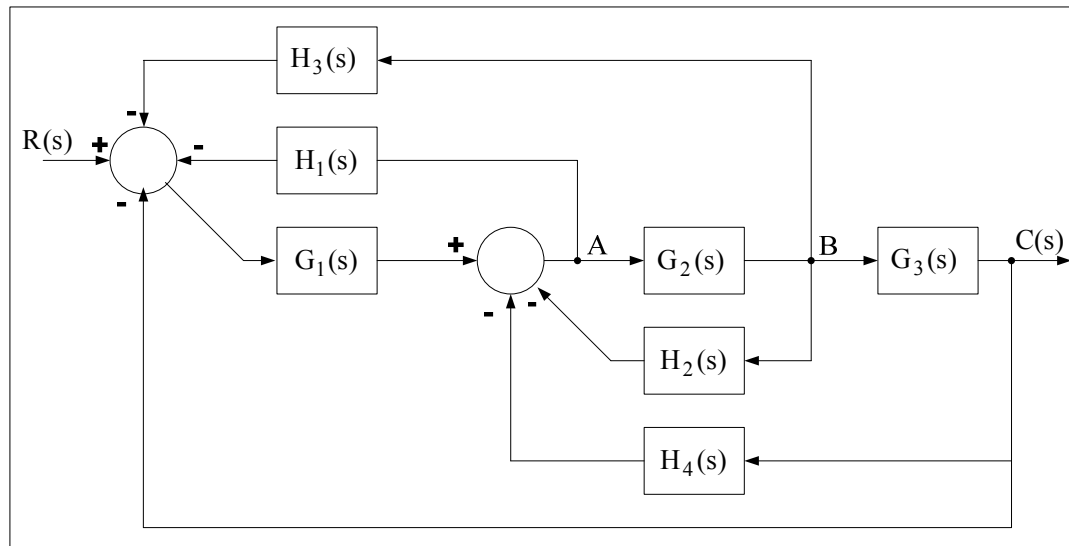 H3(s)
-
R(s) + - H1(s)
-
G1(s) + A G2(s) B G3(s) C(s)
- -
H2(s)
H4(s)